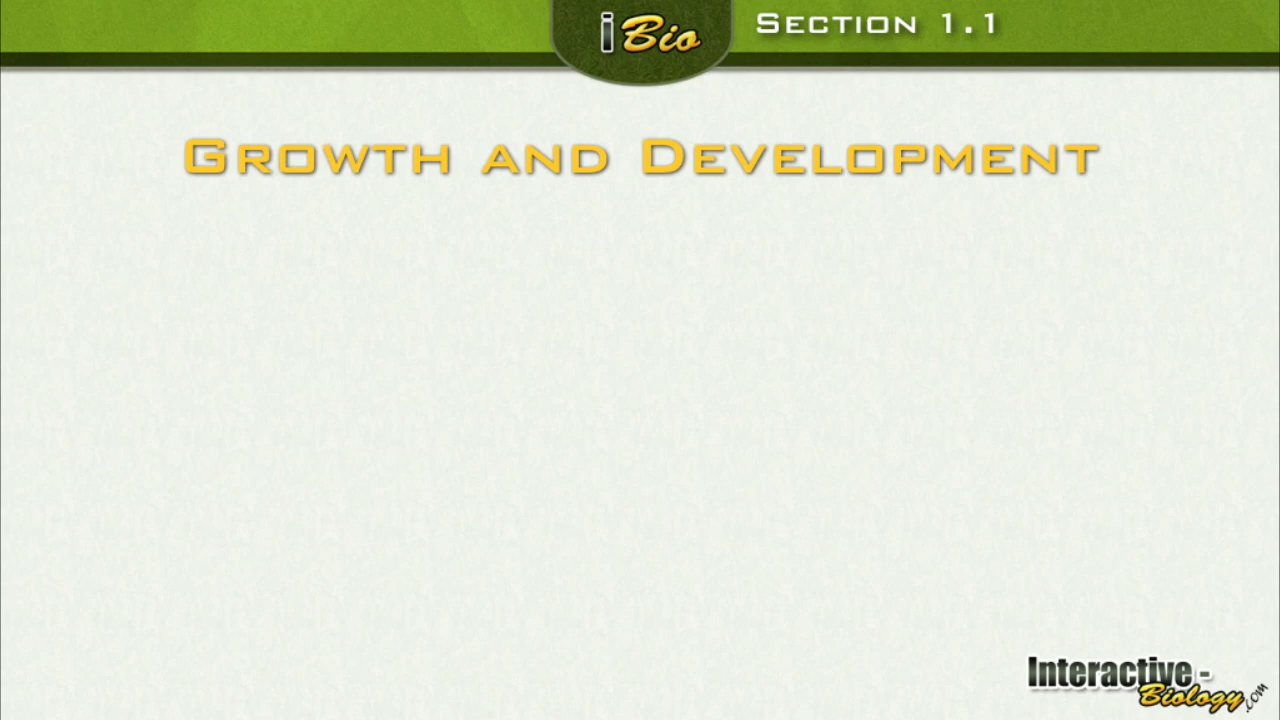 iBio
Section 1.1
Growth and Development
Interactive -
Biology.com